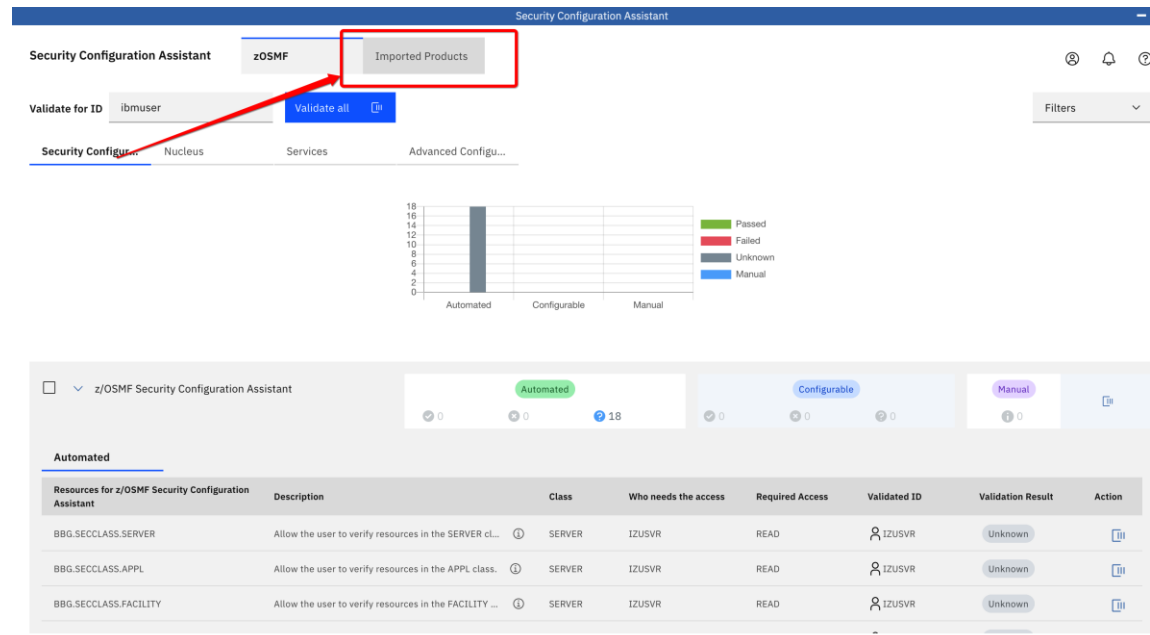 Security Configuration Assistant
Security Configuration Assistant
zOSMF
Imported Products
Validate for ID
ibmuser
Validate all
Filters
Security Configur...
Nucleus
Services
Advanced Configu...
18
16
14
12
10
8
6
4
2
0
Automated
Configurable
Manual
Passed
Failed
Unknown
Manual
z/OSMF Security Configuration Assistant
Automated
0
0
18
Configurable
0
0
0
Manual
0
Automated
Resources for z/OSMF Security Configuration
Assistant
Description
Class
Who needs the access
Required Access
Validated ID
Validation Result
Action
BBG.SECCLASS.SERVER
Allow the user to verify resources in the SERVER cl...
SERVER
IZUSVR
READ
IZUSVR
Unknown
BBG.SECCLASS.APPL
Allow the user to verify resources in the APPL class.
SERVER
IZUSVR
READ
IZUSVR
Unknown
BBG.SECCLASS.FACILITY
Allow the user to verify resources in the FACILITY ...
SERVER
IZUSVR
READ
IZUSVR
Unknown